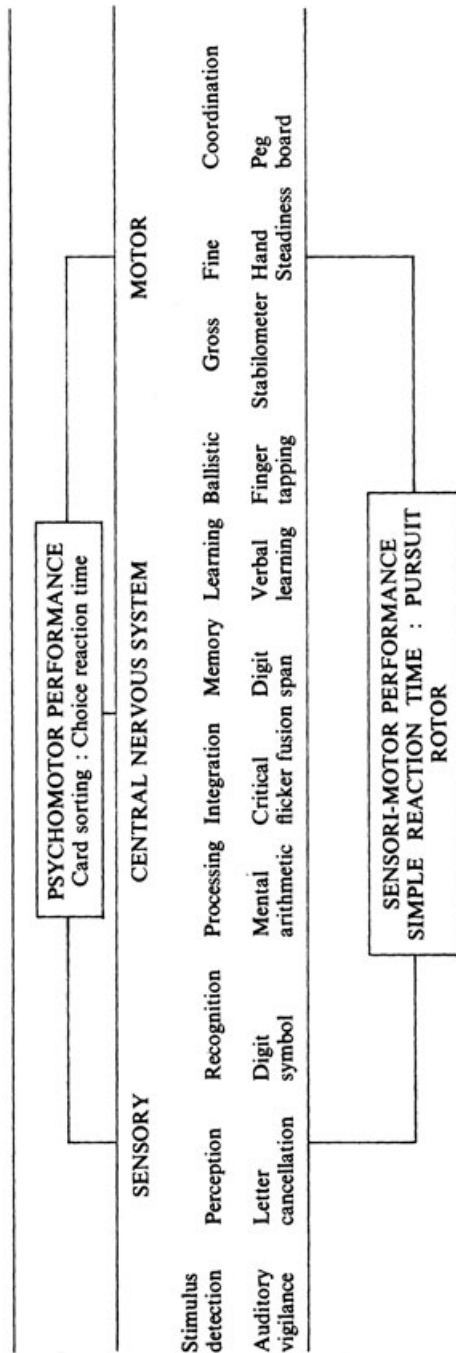 PSYCHOMOTOR PERFORMANCE
Card sorting : Choice reaction time
SENSORY CENTRAL NERVOUS SYSTEM MOTOR
Stimulus
detection Perception Recognition Processing Integration Memory Learning Ballistic Gross Fine Coordination
Auditory Letter Digit Mental Critical Digit Verbal Finger Stabilometer Hand Peg
vigilance cancellation symbol arithmetic flicker fusion span learning tapping Steadiness board
SENSORI-MOTOR PERFORMANCE
SIMPLE REACTION TIME : PURSUIT
ROTOR